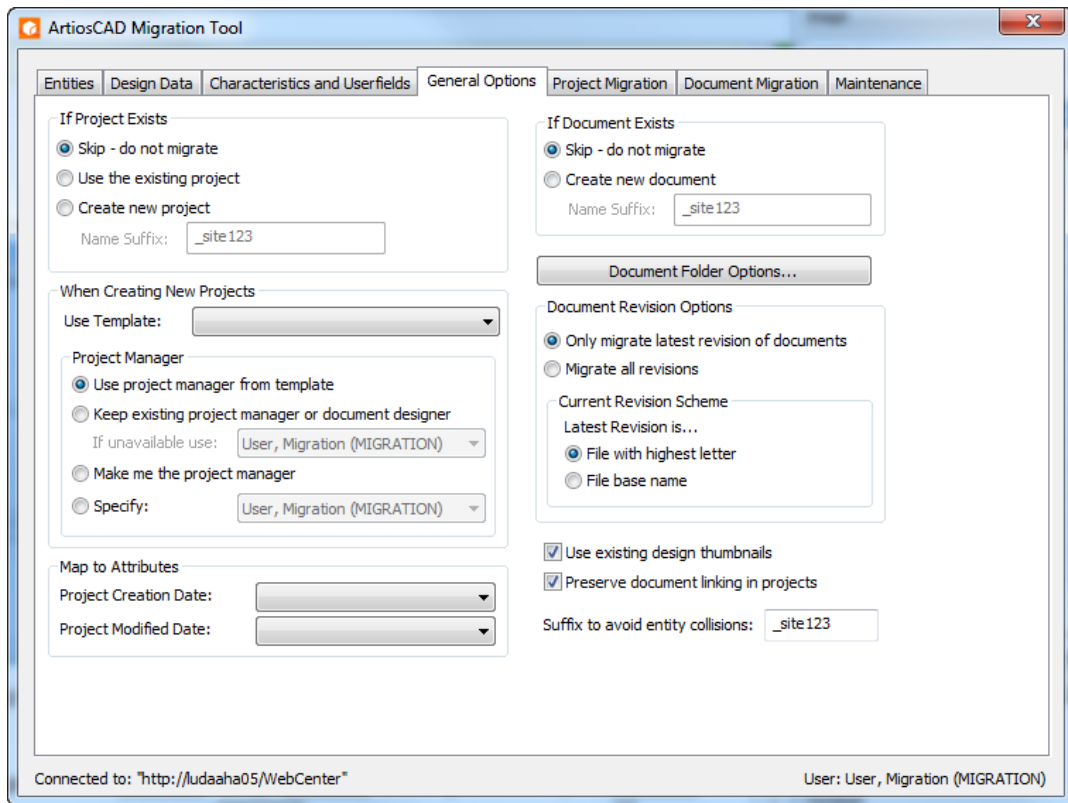 ArtiosCAD Migration Tool
Entities Design Data Characteristics and Userfields General Options Project Migration Document Migration Maintenance
If Project Exists
Skip - do not migrate
Use the existing project
Create new project
Name Suffix: _site123
When Creating New Projects
Use Template:
Project Manager
Use project manager from template
Keep existing project manager or document designer
If unavailable use: User, Migration (MIGRATION)
Make me the project manager
Specify: User, Migration (MIGRATION)
Map to Attributes
Project Creation Date:
Project Modified Date:
If Document Exists
Skip - do not migrate
Create new document
Name Suffix: _site123
Document Folder Options...
Document Revision Options
Only migrate latest revision of documents
Migrate all revisions
Current Revision Scheme
Latest Revision is...
File with highest letter
File base name
Use existing design thumbnails
Preserve document linking in projects
Suffix to avoid entity collisions: _site123
Connected to: "http://ludaaha05/WebCenter" User: User, Migration (MIGRATION)